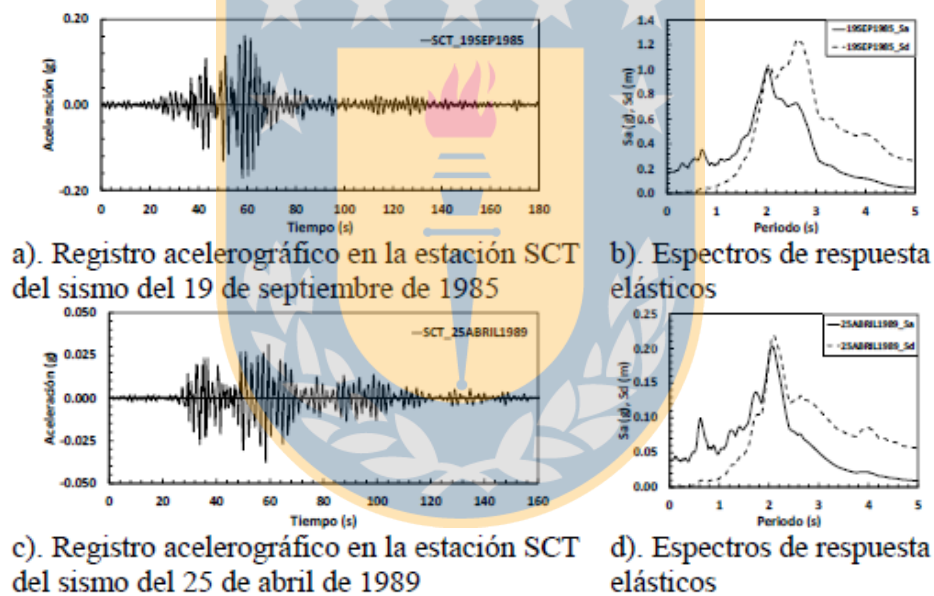 0.20
0.00
-0.20
Aceleración (g)
SCT_19SEP1985
0 20 40 60 80 100 120 140 160 180
Tiempo (s)
1.4
1.2
1.0
0.8
0.6
0.4
0.2
0.0
Sa (g), Sd (m)
19SEP1985_Sa
19SEP1985_Sd
0 1 2 3 4 5
Periodo (s)
a). Registro acelerográfico en la estación SCT
del sismo del 19 de septiembre de 1985
b). Espectros de respuesta
elásticos
0.050
0.025
0.000
-0.025
-0.050
Aceleración (g)
SCT_25ABRIL1989
0 20 40 60 80 100 120 140 160
Tiempo (s)
0.25
0.20
0.15
0.10
0.05
0.00
Sa (g), Sd (m)
25ABRIL1989_Sa
25ABRIL1989_Sd
0 1 2 3 4 5
Periodo (s)
c). Registro acelerográfico en la estación SCT
del sismo del 25 de abril de 1989
d). Espectros de respuesta
elásticos